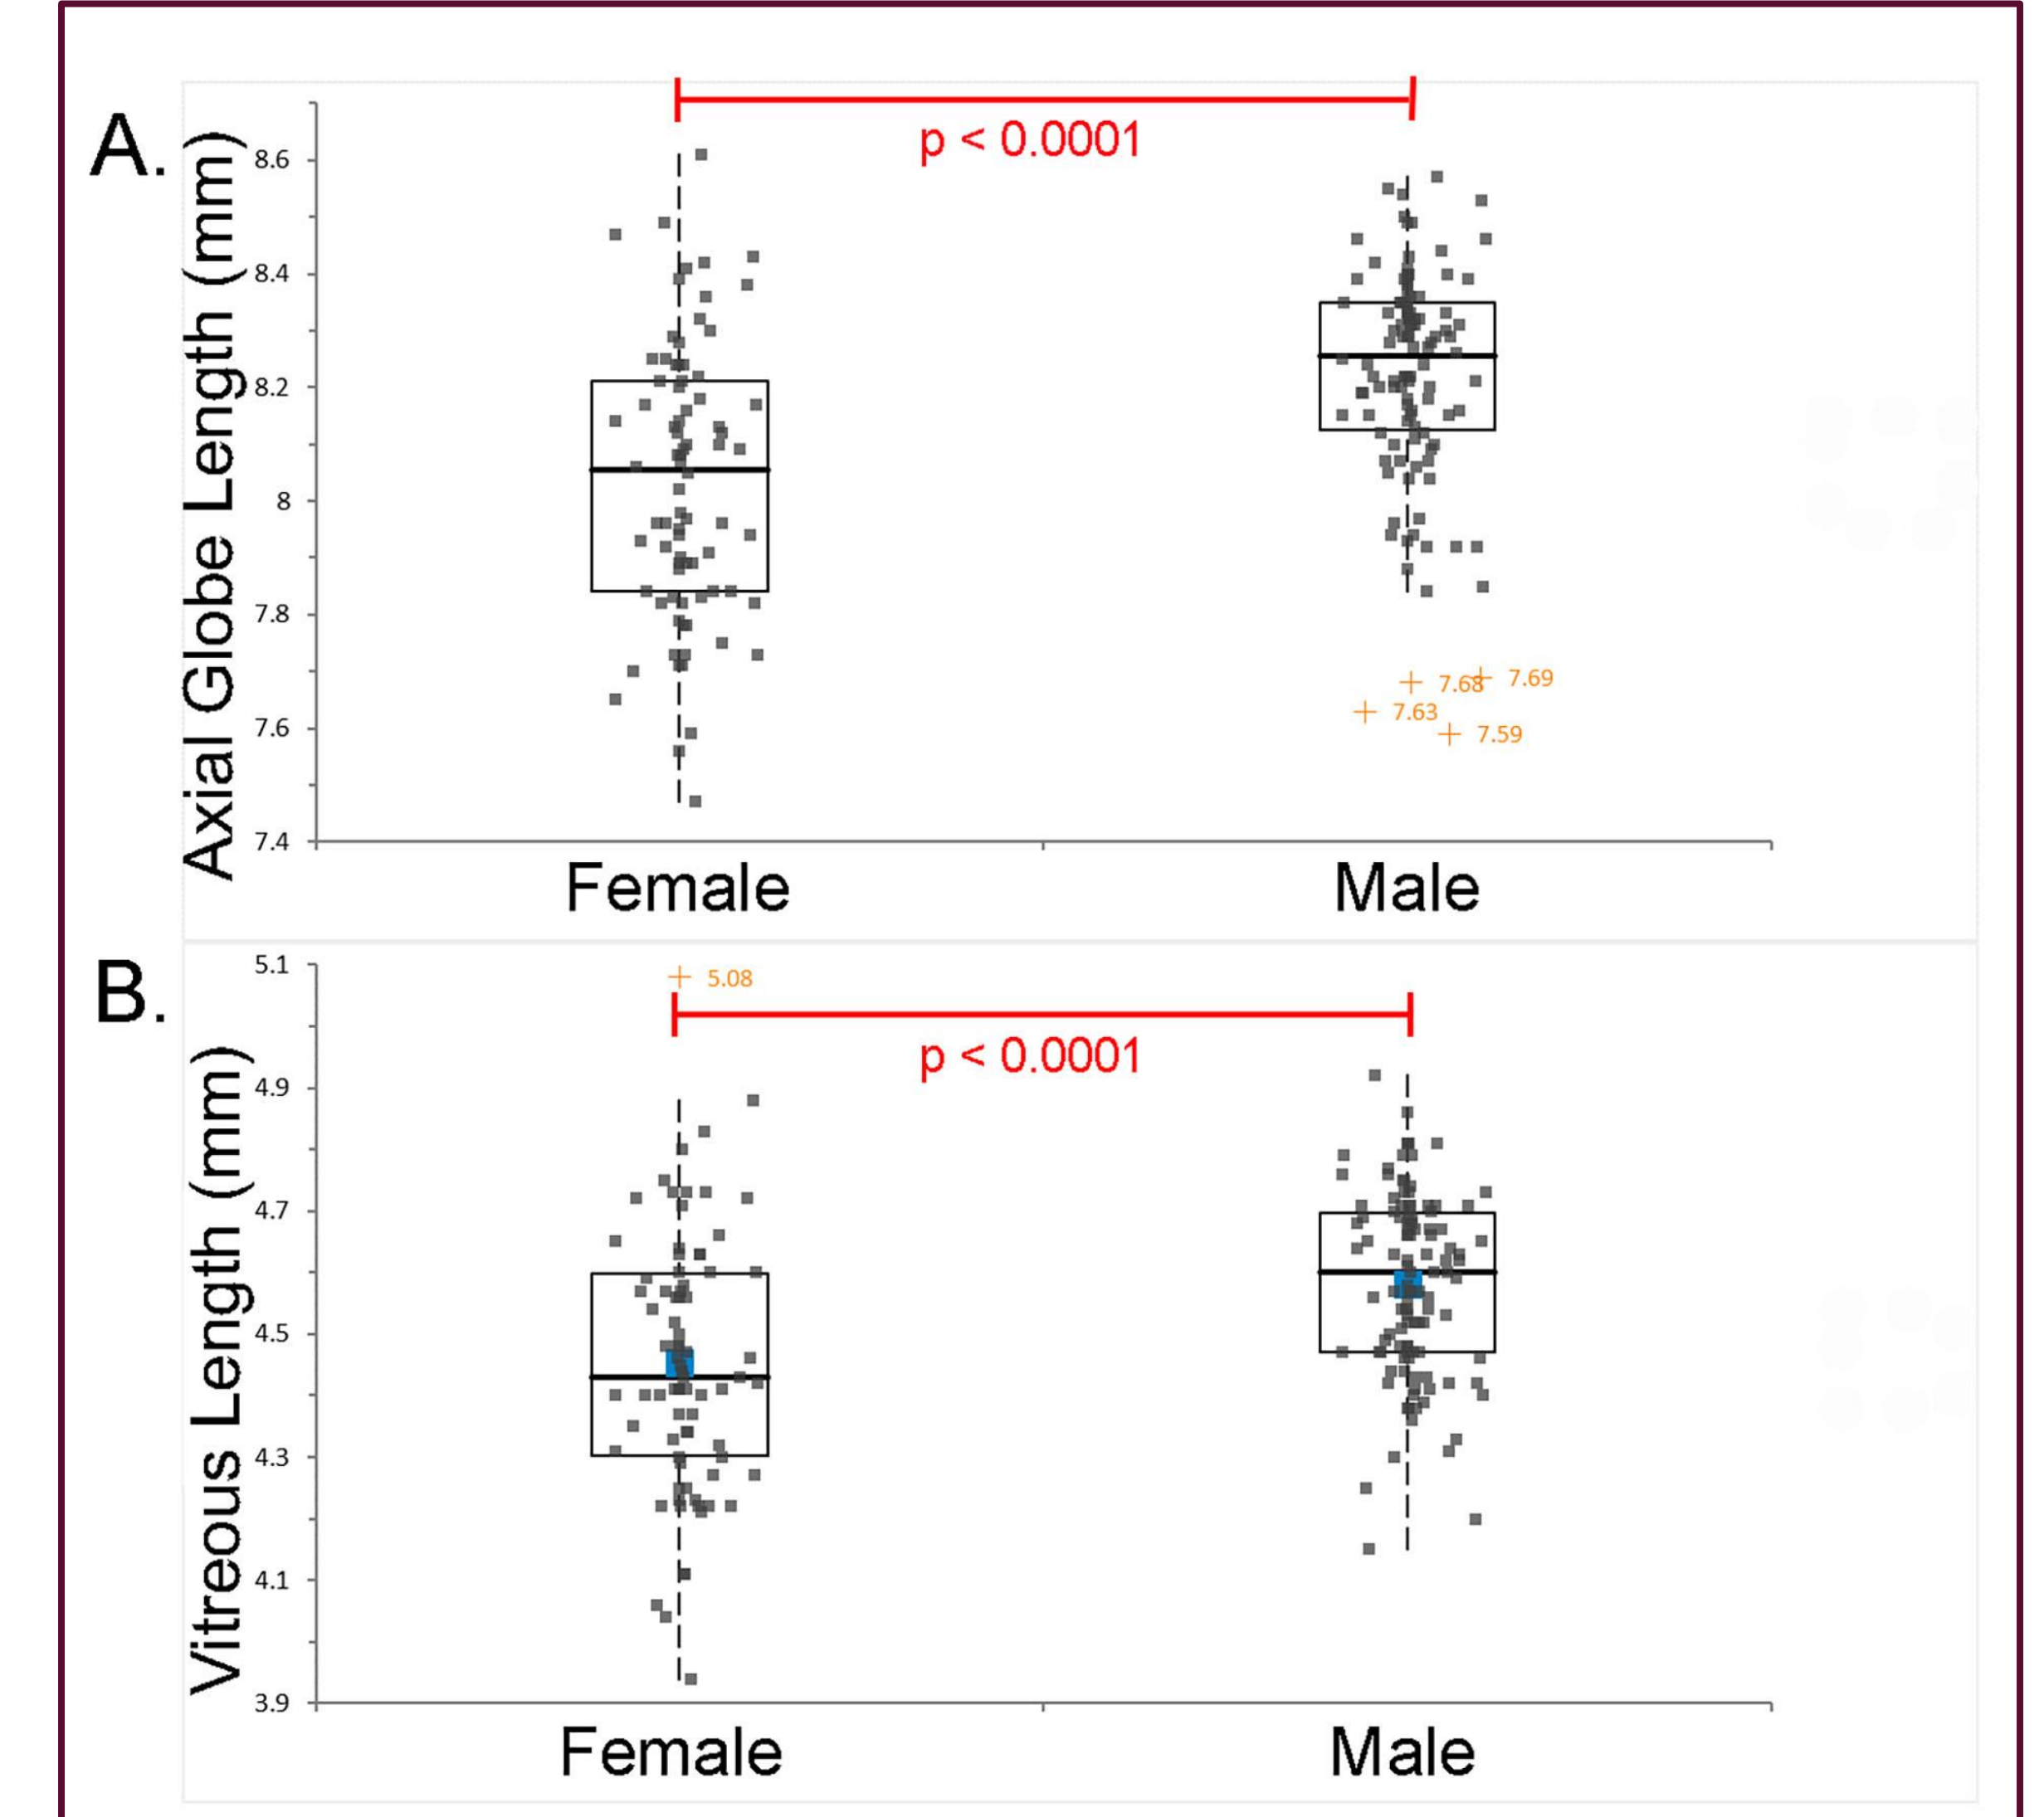 A.
Axial Globe Length (mm)
8.6
8.4
8.2
8
7.8
7.6
7.4
p < 0.0001
7.68
7.69
7.63
7.59
Female
Male
B.
Vitreous Length (mm)
5.1
4.9
4.7
4.5
4.3
4.1
3.9
5.08
p < 0.0001
Female
Male